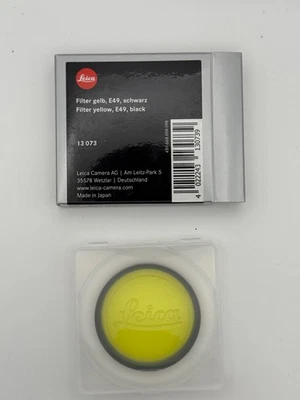 Leica
Filter gelb, E49, schwarz
Filter yellow, E49, black
13 073
Leica Camera AG | Am Leitz-Park 5
35578 Wetzlar | Deutschland
www.leica-camera.com
Made in Japan
4 022243 130739
Leica